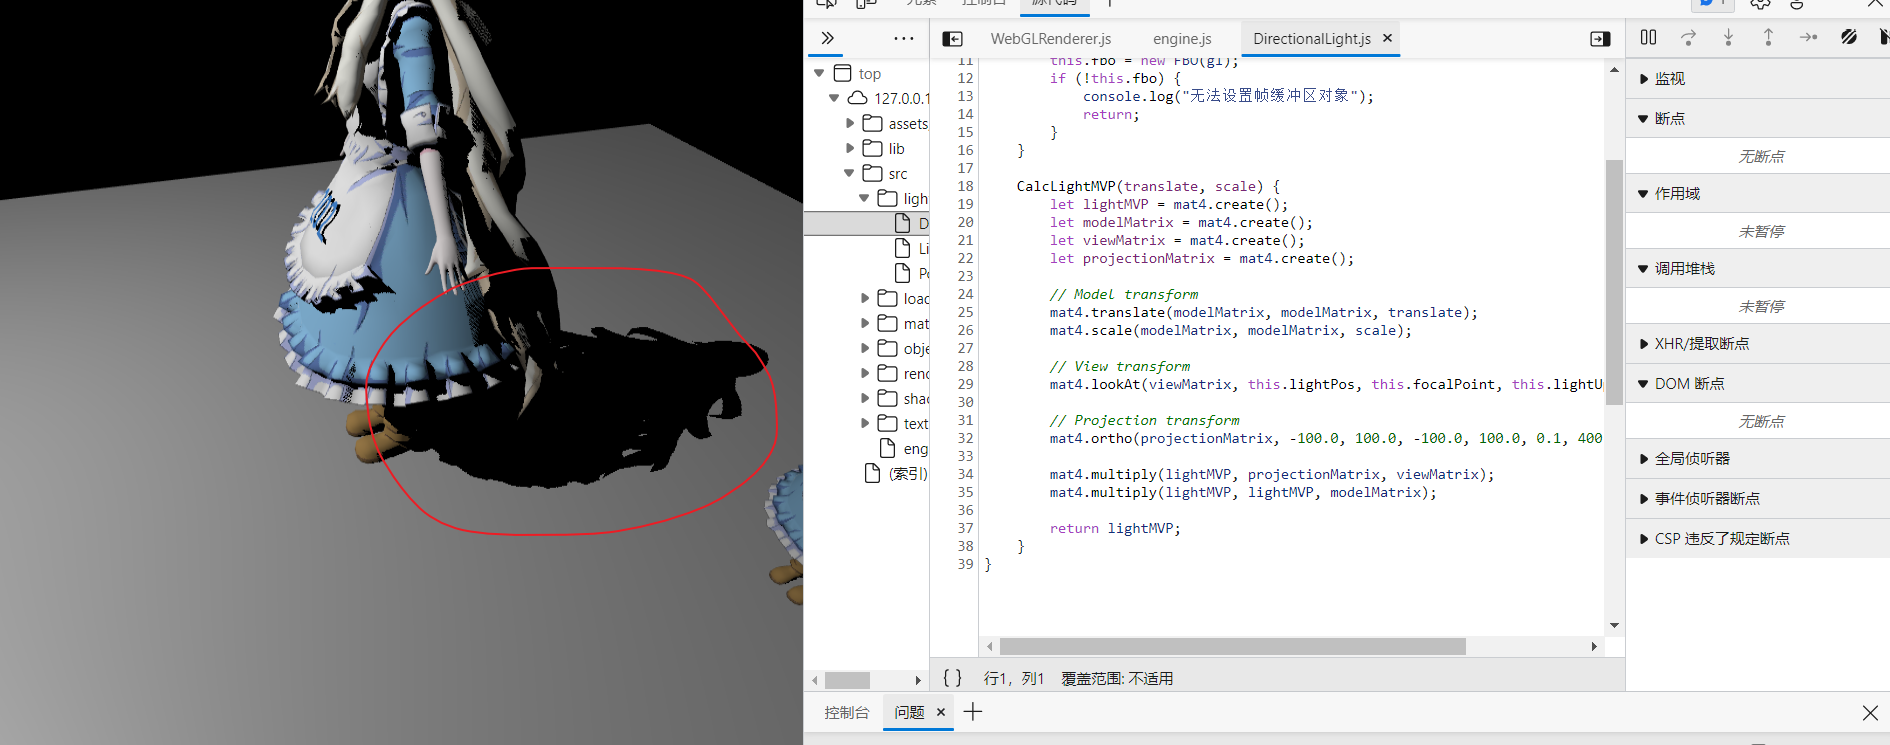 源代码
1
WebGLRenderer.js
engine.js
DirectionalLight.js
top
127.0.0.1
assets
lib
src
ligh
D
Li
Po
load
mat
obje
rend
shac
text
eng
(索引)
11 this.fbo = new FBO(gl);
12 if (!this.fbo) {
13 console.log("无法设置帧缓冲区对象");
14 return;
15 }
16 }
17
18 CalcLightMVP(translate, scale) {
19 let lightMVP = mat4.create();
20 let modelMatrix = mat4.create();
21 let viewMatrix = mat4.create();
22 let projectionMatrix = mat4.create();
23
24 // Model transform
25 mat4.translate(modelMatrix, modelMatrix, translate);
26 mat4.scale(modelMatrix, modelMatrix, scale);
27
28 // View transform
29 mat4.lookAt(viewMatrix, this.lightPos, this.focalPoint, this.lightU
30
31 // Projection transform
32 mat4.ortho(projectionMatrix, -100.0, 100.0, -100.0, 100.0, 0.1, 400
33
34 mat4.multiply(lightMVP, projectionMatrix, viewMatrix);
35 mat4.multiply(lightMVP, lightMVP, modelMatrix);
36
37 return lightMVP;
38 }
39 }
{ } 行1，列1 覆盖范围: 不适用
监视
断点
无断点
作用域
未暂停
调用堆栈
未暂停
XHR/提取断点
DOM 断点
无断点
全局侦听器
事件侦听器断点
CSP 违反了规定断点
控制台
问题